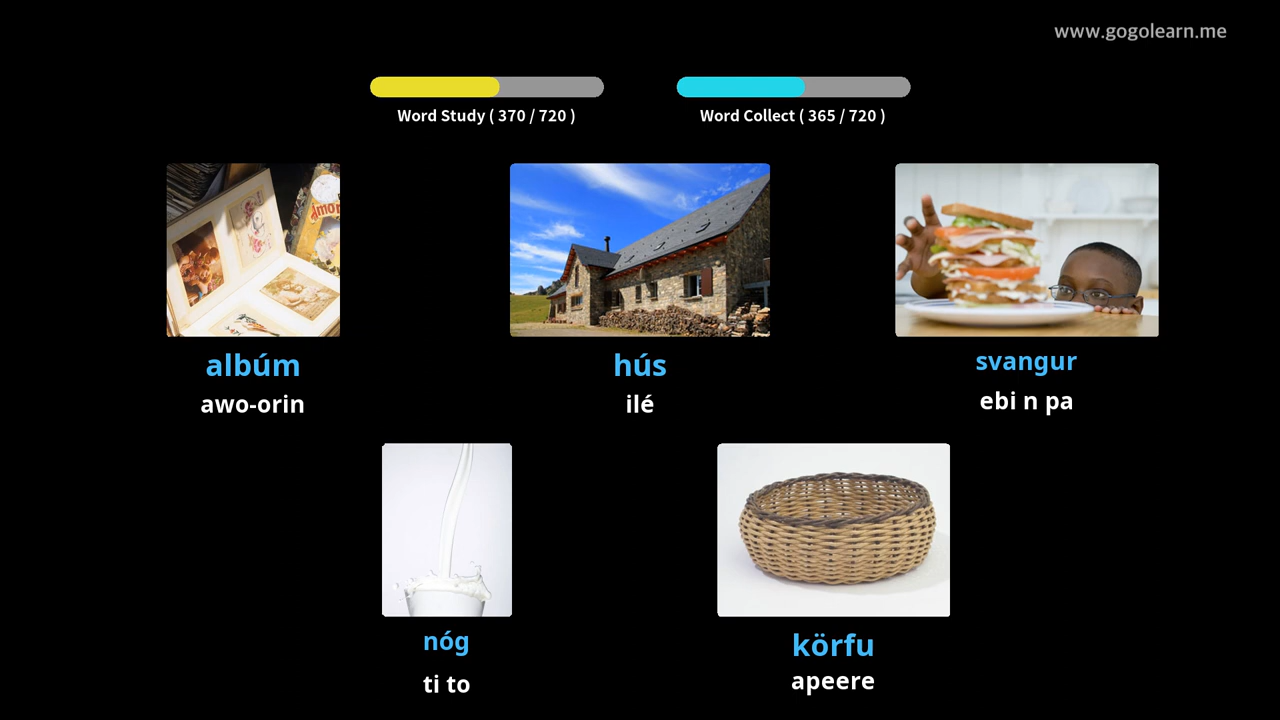 www.gogolearn.me
Word Study ( 370 / 720 )
Word Collect ( 365 / 720 )
albúm
awo-orin
hús
ilé
svangur
ebi n pa
nóg
ti to
körfu
apeere